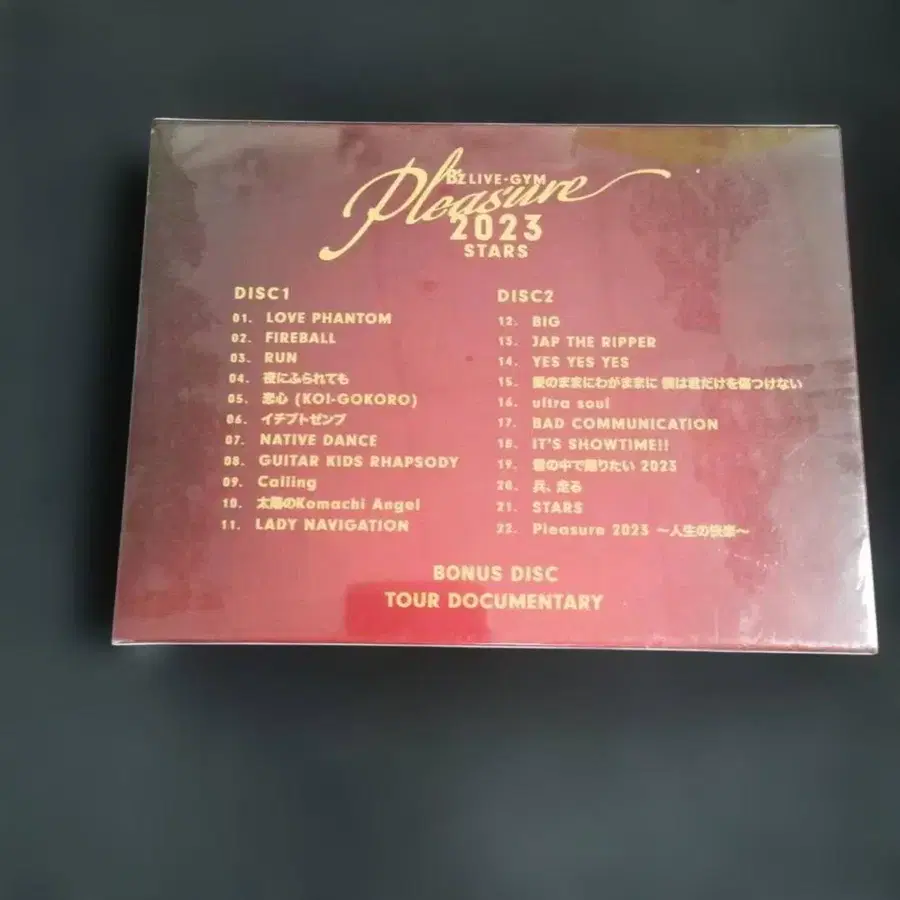 B'z LIVE-GYM
Pleasure
2023
STARS
DISC1
01. LOVE PHANTOM
02. FIREBALL
03. RUN
04. 夜にふられても
05. 恋心 (KOI-GOKORO)
06. イチブトゼンブ
07. NATIVE DANCE
08. GUITAR KIDS RHAPSODY
09. Calling
10. 太陽のKomachi Angel
11. LADY NAVIGATION
DISC2
12. BIG
13. JAP THE RIPPER
14. YES YES YES
15. 愛のままにわがままに 僕は君だけを傷つけない
16. ultra soul
17. BAD COMMUNICATION
18. IT'S SHOWTIME!!
19. 愛の中で踊りたい 2023
20. 兵、走る
21. STARS
22. Pleasure 2023 〜人生の快楽〜
BONUS DISC
TOUR DOCUMENTARY